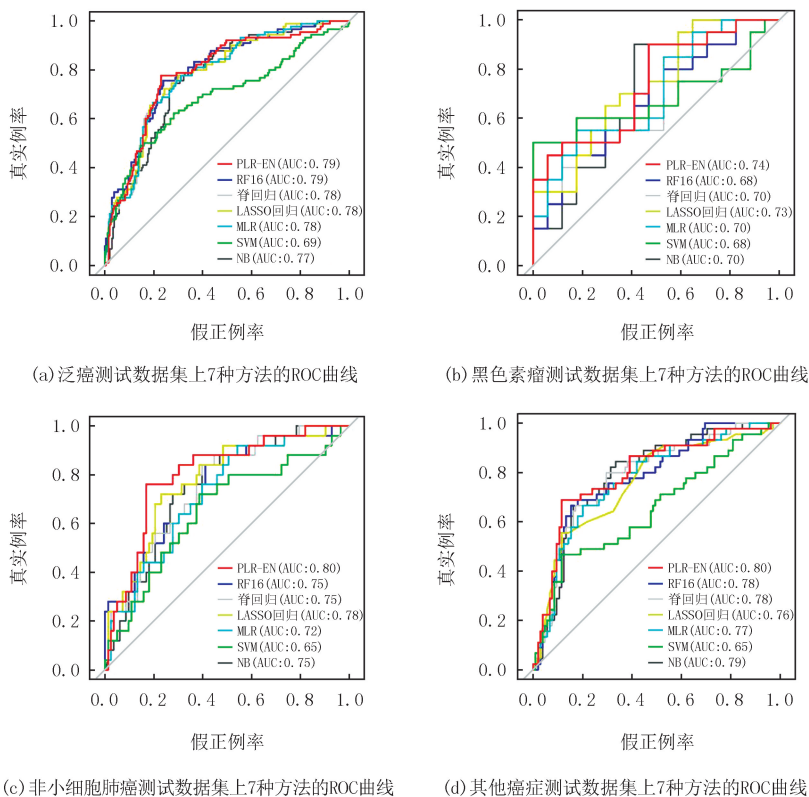 1.0
0.8
0.6
0.4
0.2
0.0
真实例率
PLR-EN(AUC:0.79)
RF16(AUC:0.79)
脊回归(AUC:0.78)
LASSO回归(AUC:0.78)
MLR(AUC:0.78)
SVM(AUC:0.69)
NB(AUC:0.77)
0.0 0.2 0.4 0.6 0.8 1.0
假正例率
(a)泛癌测试数据集上7种方法的ROC曲线
1.0
0.8
0.6
0.4
0.2
0.0
真实例率
PLR-EN(AUC:0.74)
RF16(AUC:0.68)
脊回归(AUC:0.70)
LASSO回归(AUC:0.73)
MLR(AUC:0.70)
SVM(AUC:0.68)
NB(AUC:0.70)
0.0 0.2 0.4 0.6 0.8 1.0
假正例率
(b)黑色素瘤测试数据集上7种方法的ROC曲线
1.0
0.8
0.6
0.4
0.2
0.0
真实例率
PLR-EN(AUC:0.80)
RF16(AUC:0.75)
脊回归(AUC:0.75)
LASSO回归(AUC:0.78)
MLR(AUC:0.72)
SVM(AUC:0.65)
NB(AUC:0.75)
0.0 0.2 0.4 0.6 0.8 1.0
假正例率
(c)非小细胞肺癌测试数据集上7种方法的ROC曲线
1.0
0.8
0.6
0.4
0.2
0.0
真实例率
PLR-EN(AUC:0.80)
RF16(AUC:0.78)
脊回归(AUC:0.78)
LASSO回归(AUC:0.76)
MLR(AUC:0.77)
SVM(AUC:0.65)
NB(AUC:0.79)
0.0 0.2 0.4 0.6 0.8 1.0
假正例率
(d)其他癌症测试数据集上7种方法的ROC曲线